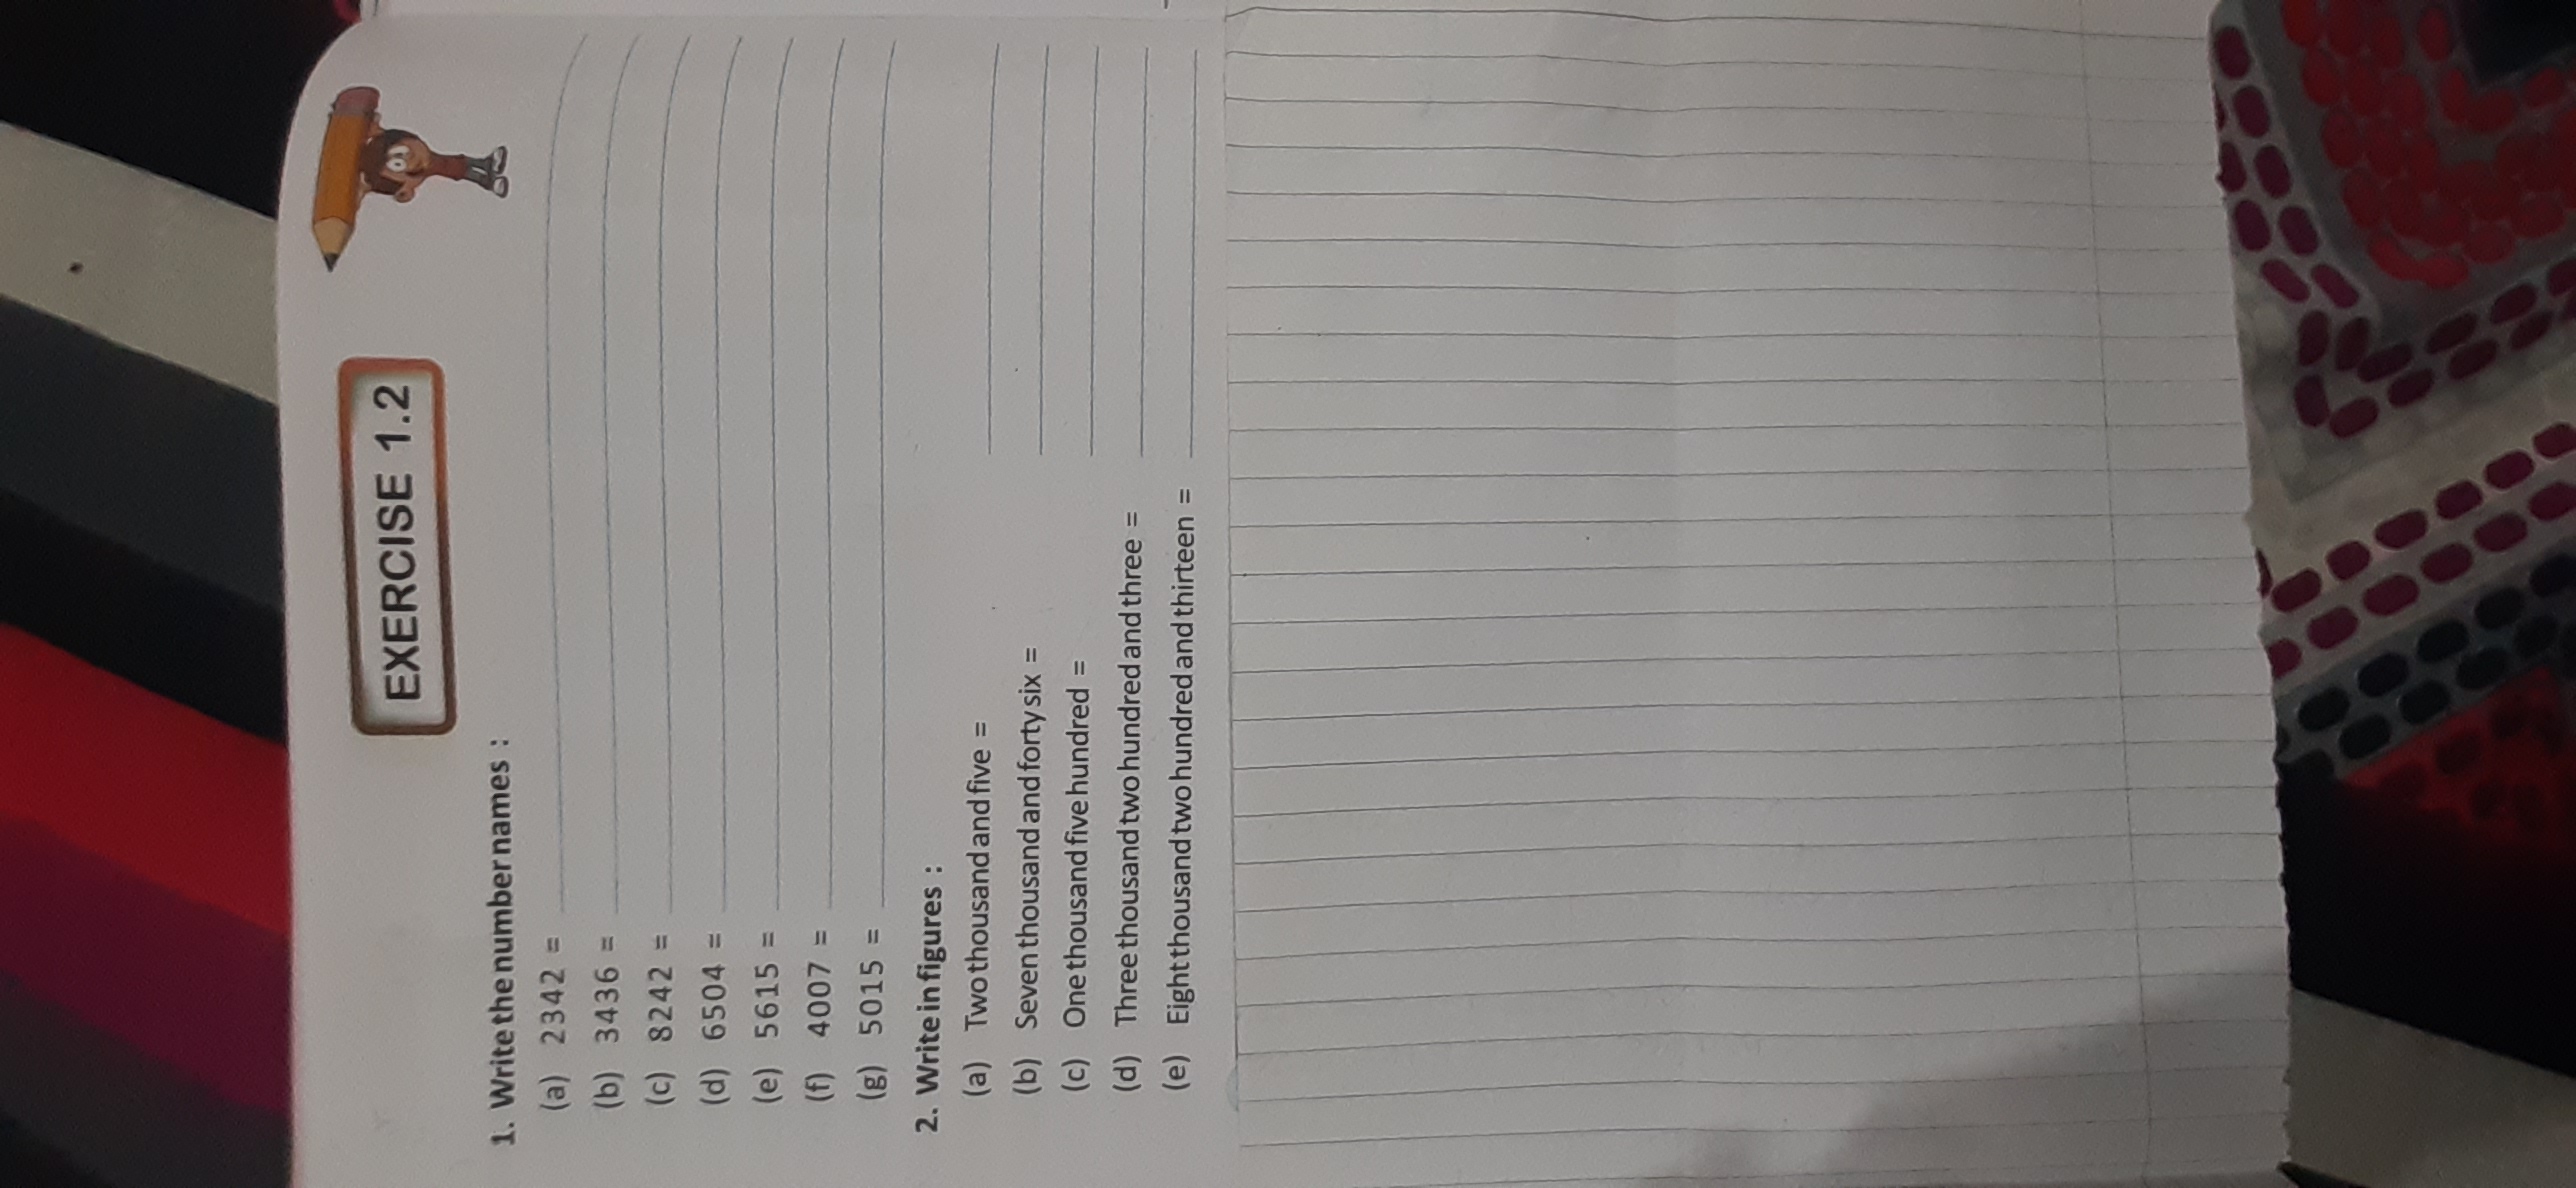 EXERCISE 1.2
1. Write the number names :
(a) 2342 =
(b) 3436 =
(c) 8242 =
(d) 6504 =
(e) 5615 =
(f) 4007 =
(g) 5015 =
2. Write in figures :
(a) Two thousand and five =
(b) Seven thousand and forty six =
(c) One thousand five hundred =
(d) Three thousand two hundred and three =
(e) Eight thousand two hundred and thirteen =